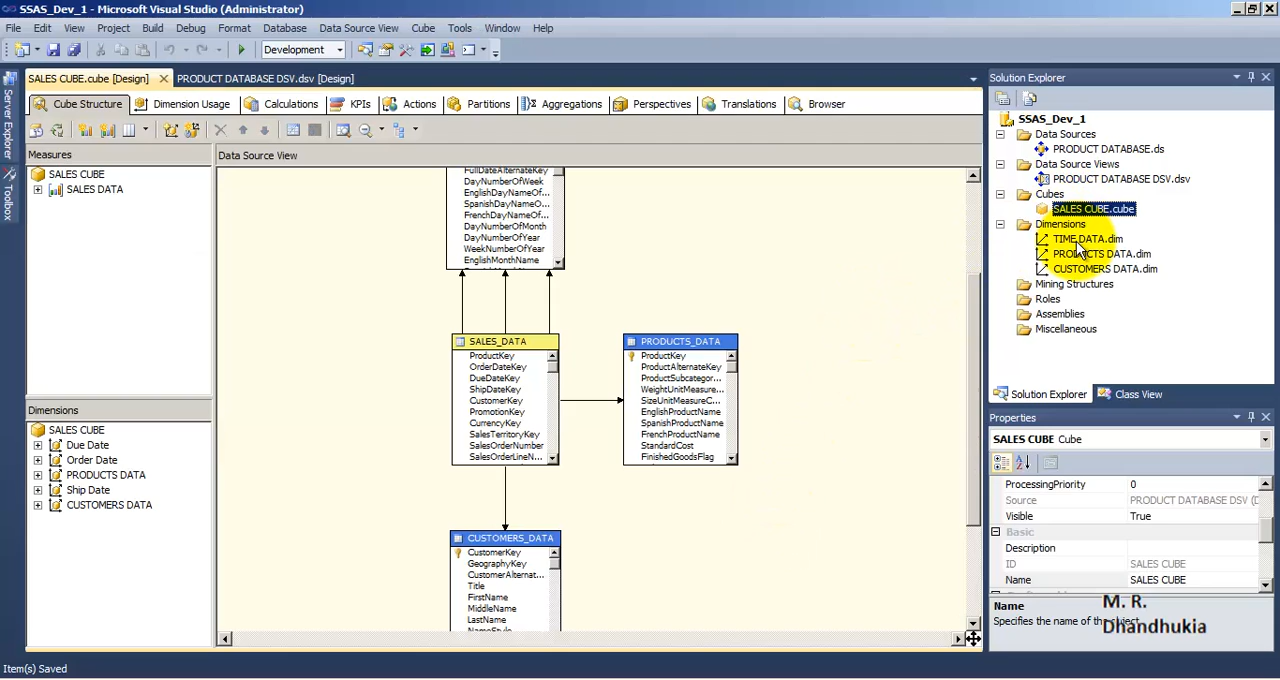 SSAS_Dev_1 - Microsoft Visual Studio (Administrator)
File Edit View Project Build Debug Format Database Data Source View Cube Tools Window Help
Development
SALES CUBE.cube [Design] PRODUCT DATABASE DSV.dsv [Design]
Cube Structure Dimension Usage Calculations KPIs Actions Partitions Aggregations Perspectives Translations Browser
Server Explorer
Toolbox
Measures
SALES CUBE
SALES DATA
Dimensions
SALES CUBE
Due Date
Order Date
PRODUCTS DATA
Ship Date
CUSTOMERS DATA
Data Source View
FullDateAlternateKey
DayNumberOfWeek
EnglishDayNameO...
SpanishDayNameO...
FrenchDayNameO...
DayNumberOfMonth
DayNumberOfYear
WeekNumberOfYear
EnglishMonthName
SALES_DATA
ProductKey
OrderDateKey
DueDateKey
ShipDateKey
CustomerKey
PromotionKey
CurrencyKey
SalesTerritoryKey
SalesOrderNumber
SalesOrderLineN...
PRODUCTS_DATA
ProductKey
ProductAlternateKey
ProductSubcategor...
WeightUnitMeasure...
SizeUnitMeasureC...
EnglishProductName
SpanishProductName
FrenchProductName
StandardCost
FinishedGoodsFlag
CUSTOMERS_DATA
CustomerKey
GeographyKey
CustomerAlternat...
Title
FirstName
MiddleName
LastName
NameStyle
Solution Explorer
SSAS_Dev_1
Data Sources
PRODUCT DATABASE.ds
Data Source Views
PRODUCT DATABASE DSV.dsv
Cubes
SALES CUBE.cube
Dimensions
TIME DATA.dim
PRODUCTS DATA.dim
CUSTOMERS DATA.dim
Mining Structures
Roles
Assemblies
Miscellaneous
Solution Explorer Class View
Properties
SALES CUBE Cube
ProcessingPriority 0
Source PRODUCT DATABASE DSV (D
Visible True
Basic
Description
ID SALES CUBE
Name SALES CUBE
Name
Specifies the name of the object.
M. R.
Dhandhukia
Item(s) Saved